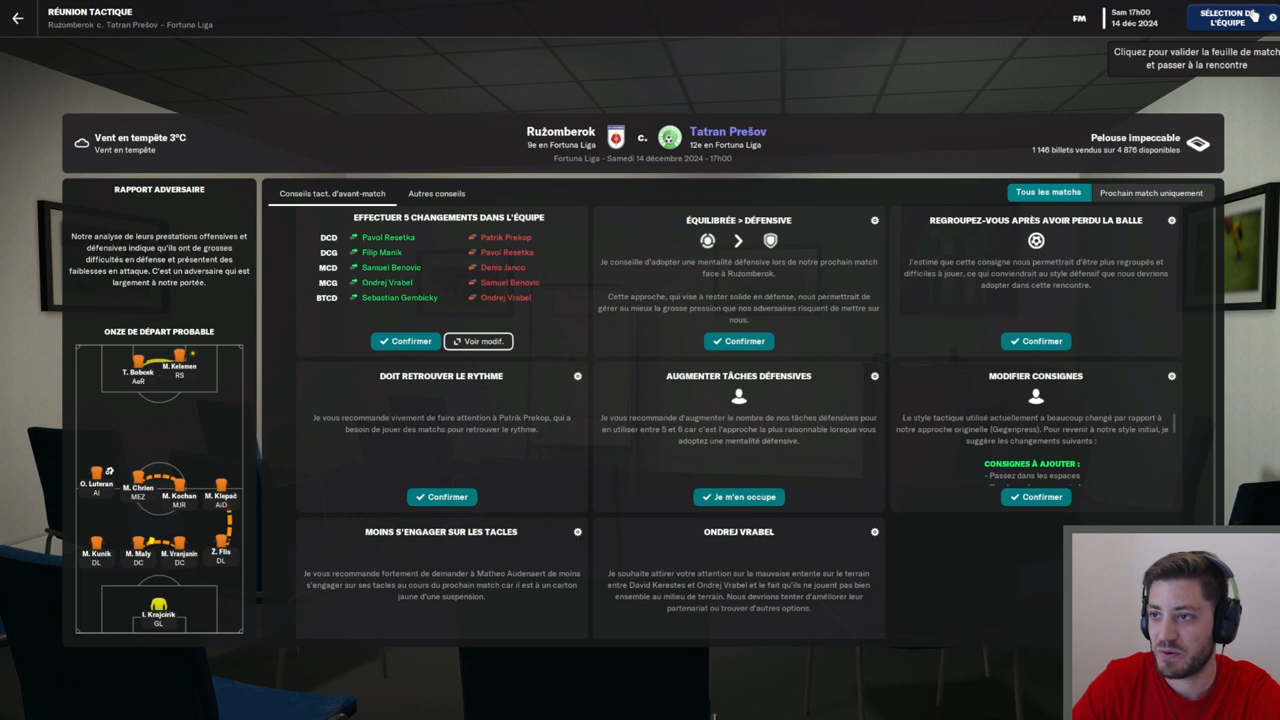 RÉUNION TACTIQUE
Ružomberok c. Tatran Prešov - Fortuna Liga
FM
Sam 17h00
14 déc 2024
SÉLECTION DE
L'ÉQUIPE
Cliquez pour valider la feuille de match
et passer à la rencontre
Vent en tempête 3°C
Vent en tempête
Ružomberok
9e en Fortuna Liga
c.
Tatran Prešov
12e en Fortuna Liga
Fortuna Liga - Samedi 14 décembre 2024 - 17h00
Pelouse impeccable
1 146 billets vendus sur 4 876 disponibles
RAPPORT ADVERSAIRE
Notre analyse de leurs prestations offensives et
défensives indique qu'ils ont de grosses
difficultés en défense et présentent des
faiblesses en attaque. C'est un adversaire qui est
largement à notre portée.
ONZE DE DÉPART PROBABLE
T. Bobcek
AeR
M. Kelemen
RS
O. Luteran
AI
M. Chrien
MEZ
M. Kochan
MJR
M. Klepač
AiD
M. Kunik
DL
M. Maly
DC
M. Vranjanin
DC
Z. Flis
DL
I. Krajcirik
GL
Conseils tact. d'avant-match
Autres conseils
Tous les matchs
Prochain match uniquement
EFFECTUER 5 CHANGEMENTS DANS L'ÉQUIPE
DCD Pavol Resetka Patrik Prekop
DCG Filip Manik Pavol Resetka
MCD Samuel Benovic Denis Janco
MCG Ondrej Vrabel Samuel Benovic
BTCD Sebastian Gembicky Ondrej Vrabel
Confirmer
Voir modif.
ÉQUILIBRÉE > DÉFENSIVE
Je conseille d'adopter une mentalité défensive lors de notre prochain match
face à Ružomberok.
Cette approche, qui vise à rester solide en défense, nous permettrait de
gérer au mieux la grosse pression que nos adversaires risquent de mettre sur
nous.
Confirmer
REGROUPEZ-VOUS APRÈS AVOIR PERDU LA BALLE
J'estime que cette consigne nous permettrait d'être plus regroupés et
difficiles à jouer, ce qui conviendrait au style défensif que nous devrions
adopter dans cette rencontre.
Confirmer
DOIT RETROUVER LE RYTHME
Je vous recommande vivement de faire attention à Patrik Prekop, qui a
besoin de jouer des matchs pour retrouver le rythme.
Confirmer
AUGMENTER TÂCHES DÉFENSIVES
Je vous recommande d'augmenter le nombre de nos tâches défensives pour
en utiliser entre 5 et 6 car c'est l'approche la plus raisonnable lorsque vous
adoptez une mentalité défensive.
Je m'en occupe
MODIFIER CONSIGNES
Le style tactique utilisé actuellement a beaucoup changé par rapport à
notre approche originelle (Gegenpress). Pour revenir à notre style initial, je
suggère les changements suivants :
CONSIGNES À AJOUTER :
- Passez dans les espaces
Confirmer
MOINS S'ENGAGER SUR LES TACLES
Je vous recommande fortement de demander à Matheo Audenaert de moins
s'engager sur ses tacles au cours du prochain match car il est à un carton
jaune d'une suspension.
ONDREJ VRABEL
Je souhaite attirer votre attention sur la mauvaise entente sur le terrain
entre David Kerestes et Ondrej Vrabel et le fait qu'ils ne jouent pas bien
ensemble au milieu de terrain. Nous devrions tenter d'améliorer leur
partenariat ou trouver d'autres options.